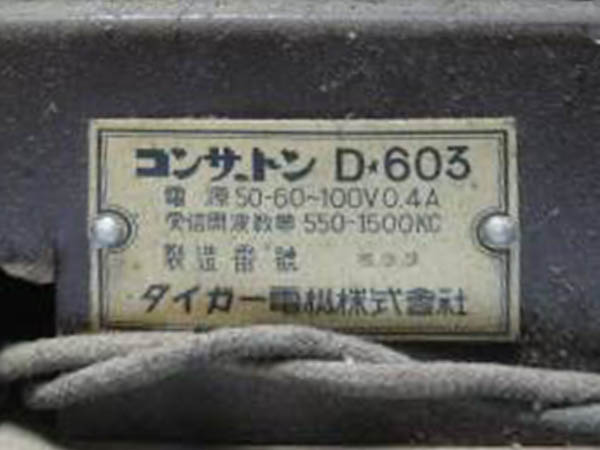 コンサートン D-603
電源 50-60~100V 0.4A
受信周波数帯 550-1500KC
製造番號
タイガー電機株式會社